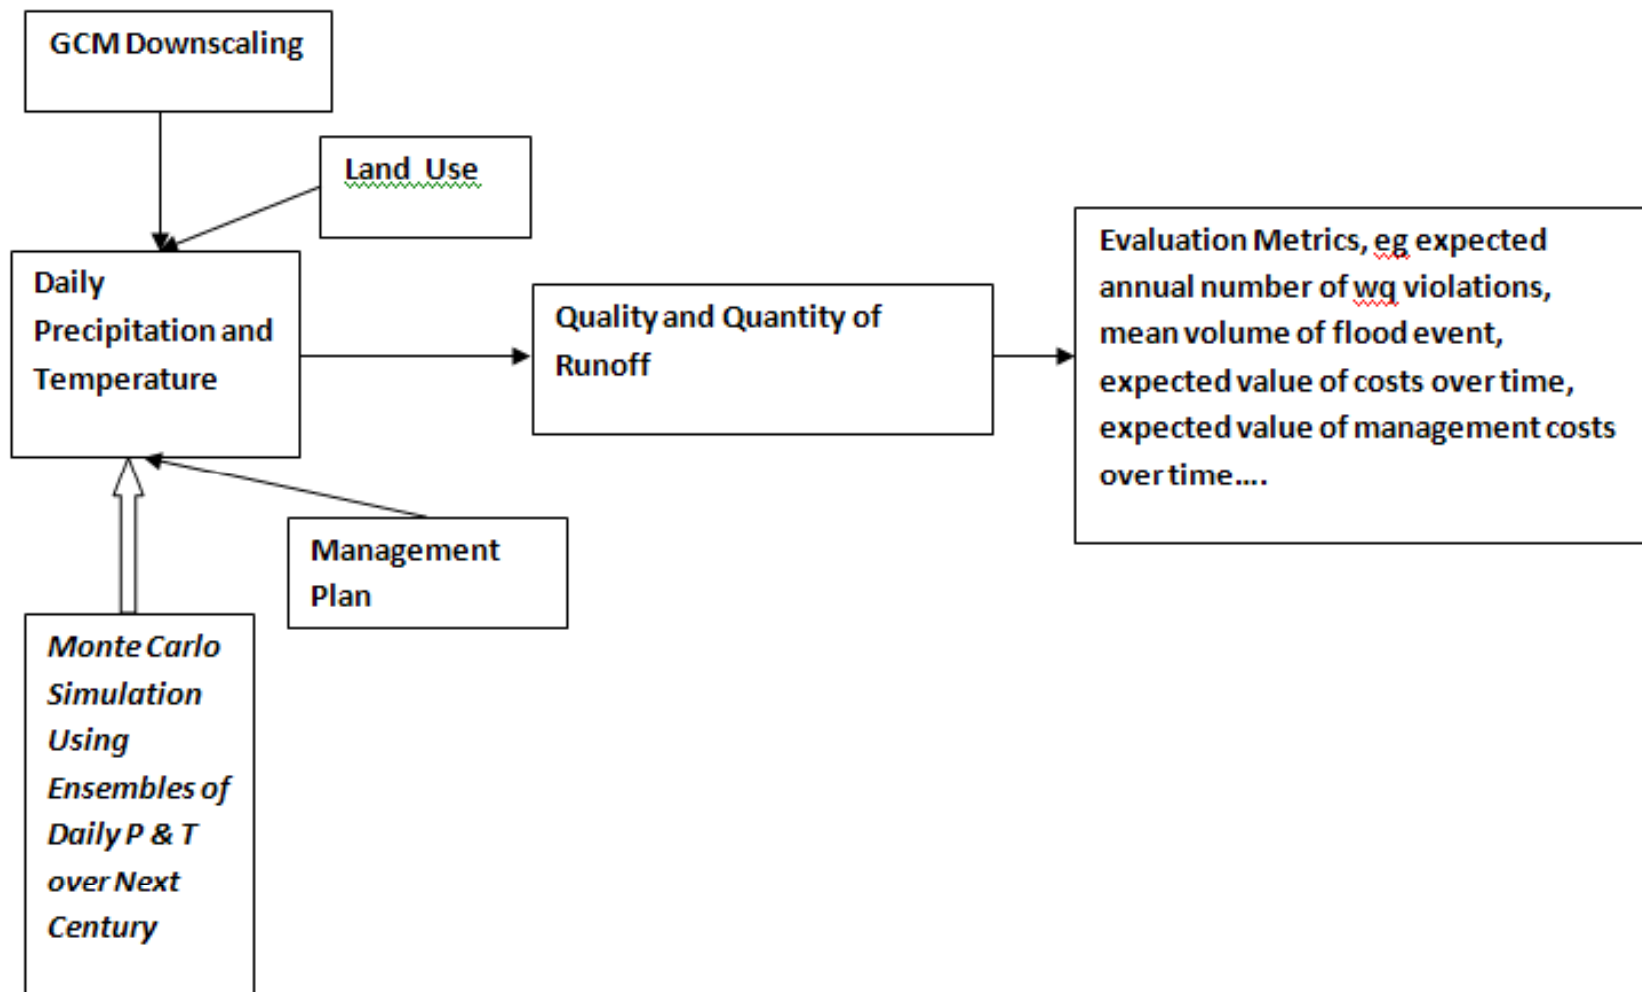 GCM Downscaling
Land Use
Daily
Precipitation and
Temperature
Quality and Quantity of
Runoff
Evaluation Metrics, eg expected
annual number of wq violations,
mean volume of flood event,
expected value of costs over time,
expected value of management costs
over time....
Management
Plan
Monte Carlo
Simulation
Using
Ensembles of
Daily P & T
over Next
Century